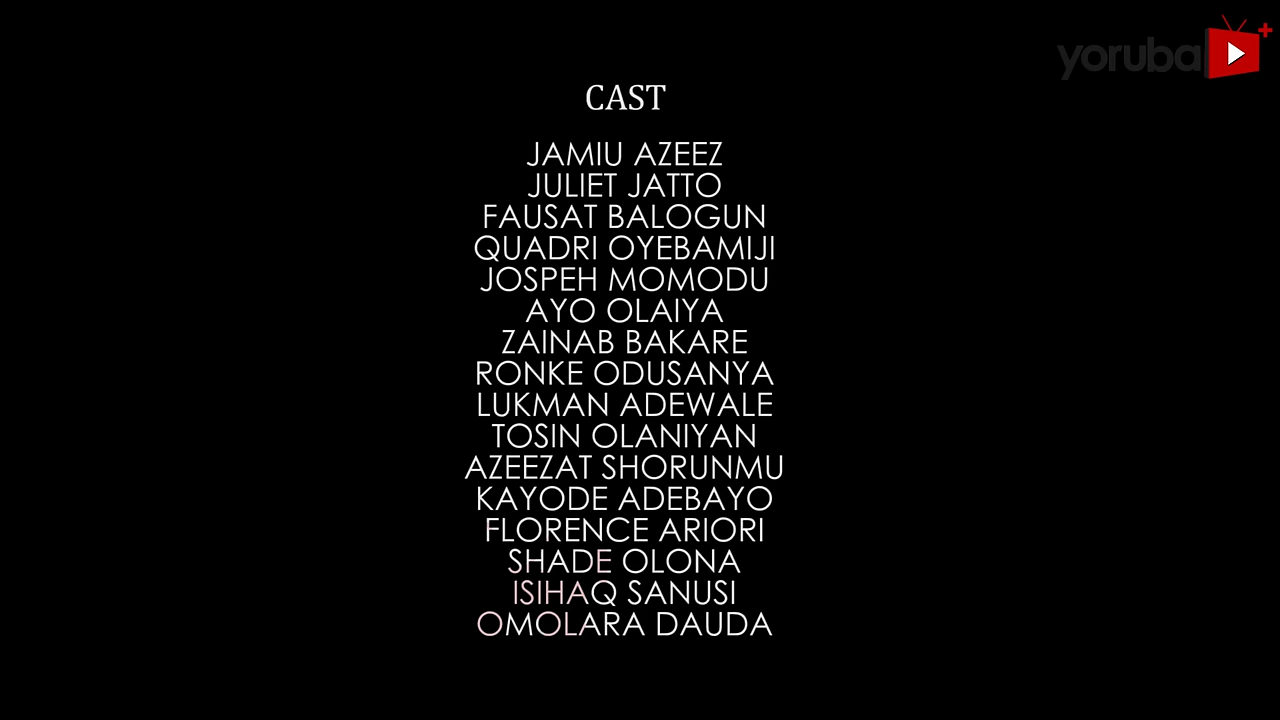 yoruba
CAST
JAMIU AZEEZ
JULIET JATTO
FAUSAT BALOGUN
QUADRI OYEBAMIJI
JOSPEH MOMODU
AYO OLAIYA
ZAINAB BAKARE
RONKE ODUSANYA
LUKMAN ADEWALE
TOSIN OLANIYAN
AZEEZAT SHORUNMU
KAYODE ADEBAYO
FLORENCE ARIORI
SHADE OLONA
ISIHAQ SANUSI
OMOLARA DAUDA